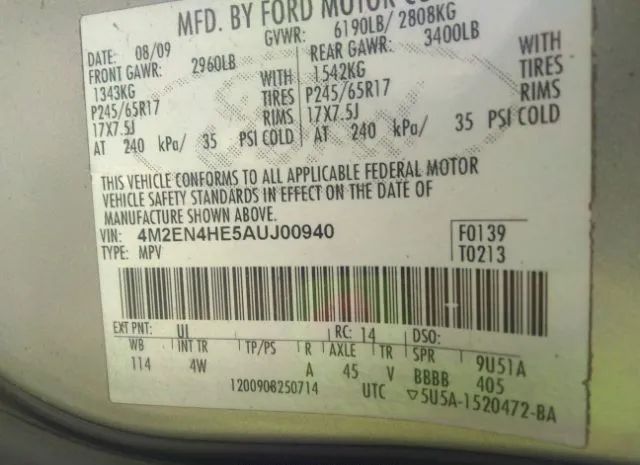 MFD. BY FORD MOTOR CO
DATE: 08/09 GVWR: 6190LB/ 2808KG
FRONT GAWR: 2960LB REAR GAWR: 3400LB
1343KG WITH 1542KG WITH
P245/65R17 TIRES P245/65R17 TIRES
17X7.5J RIMS 17X7.5J RIMS
AT 240 kPa/ 35 PSI COLD AT 240 kPa/ 35 PSI COLD
THIS VEHICLE CONFORMS TO ALL APPLICABLE FEDERAL MOTOR
VEHICLE SAFETY STANDARDS IN EFFECT ON THE DATE OF
MANUFACTURE SHOWN ABOVE.
VIN: 4M2EN4HE5AUJ00940 F0139
TYPE: MPV T0213
EXT PNT: UI RC: 14 DSO:
WB INT TR TP/PS R AXLE TR SPR 9U51A
114 4W A 45 V BBBB 405
1200908250714 UTC ▽5U5A-1520472-BA